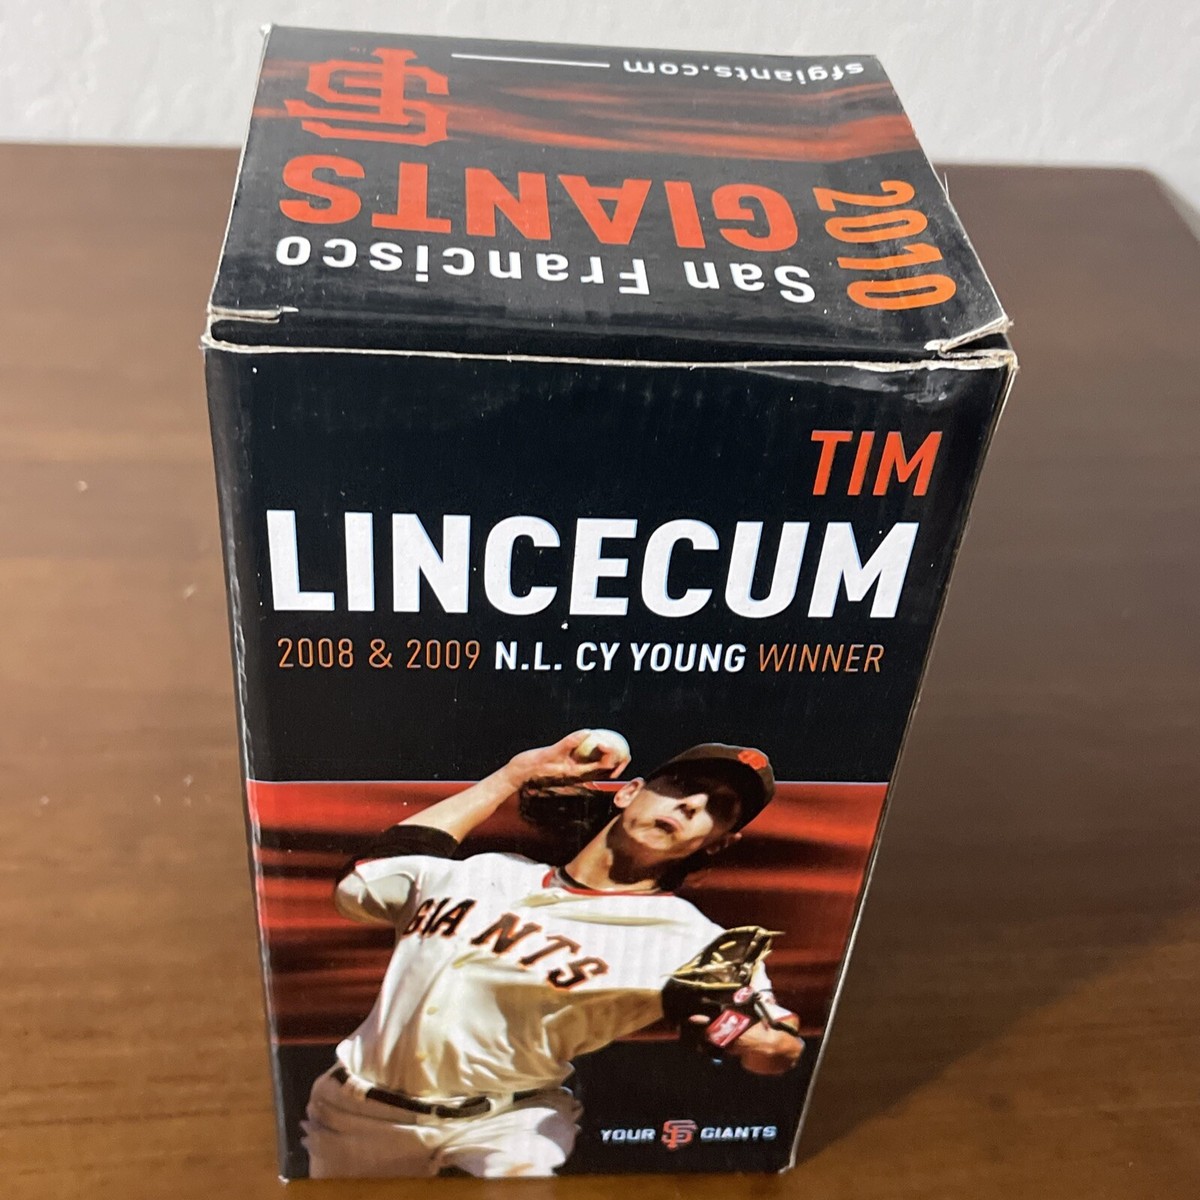 sfgiants.com
SF
2010
San Francisco
GIANTS
TIM
LINCECUM
2008 & 2009 N.L. CY YOUNG WINNER
GIANTS
YOUR SF GIANTS